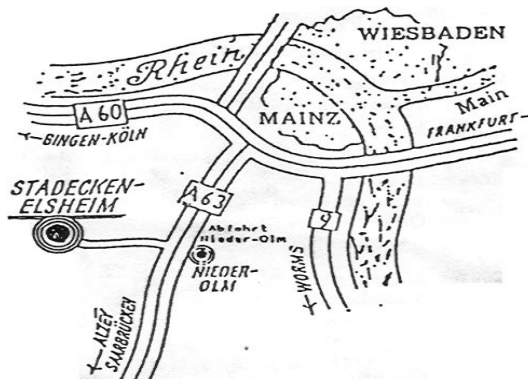 WIESBADEN
Rhein
Main
A 60
MAINZ
FRANKFURT
BINGEN-KÖLN
STADECKEN-
ELSHEIM
A 63
Abfahrt
Nieder-Olm
9
NIEDER-
OLM
WORMS
ALZEY
SAARBRÜCKEN